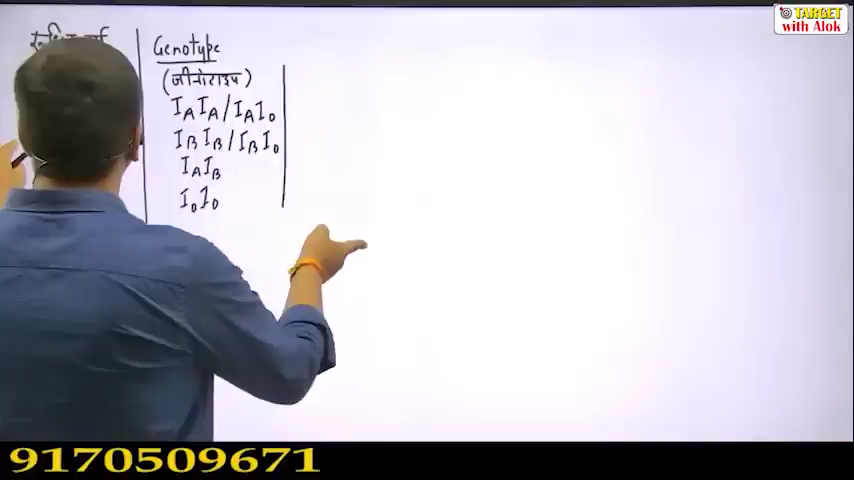 Genotype
(जीनोटाइप)
IAIA/IAIO
IBIB/IBIO
IAIB
IOIO
TARGET
with Alok
9170509671